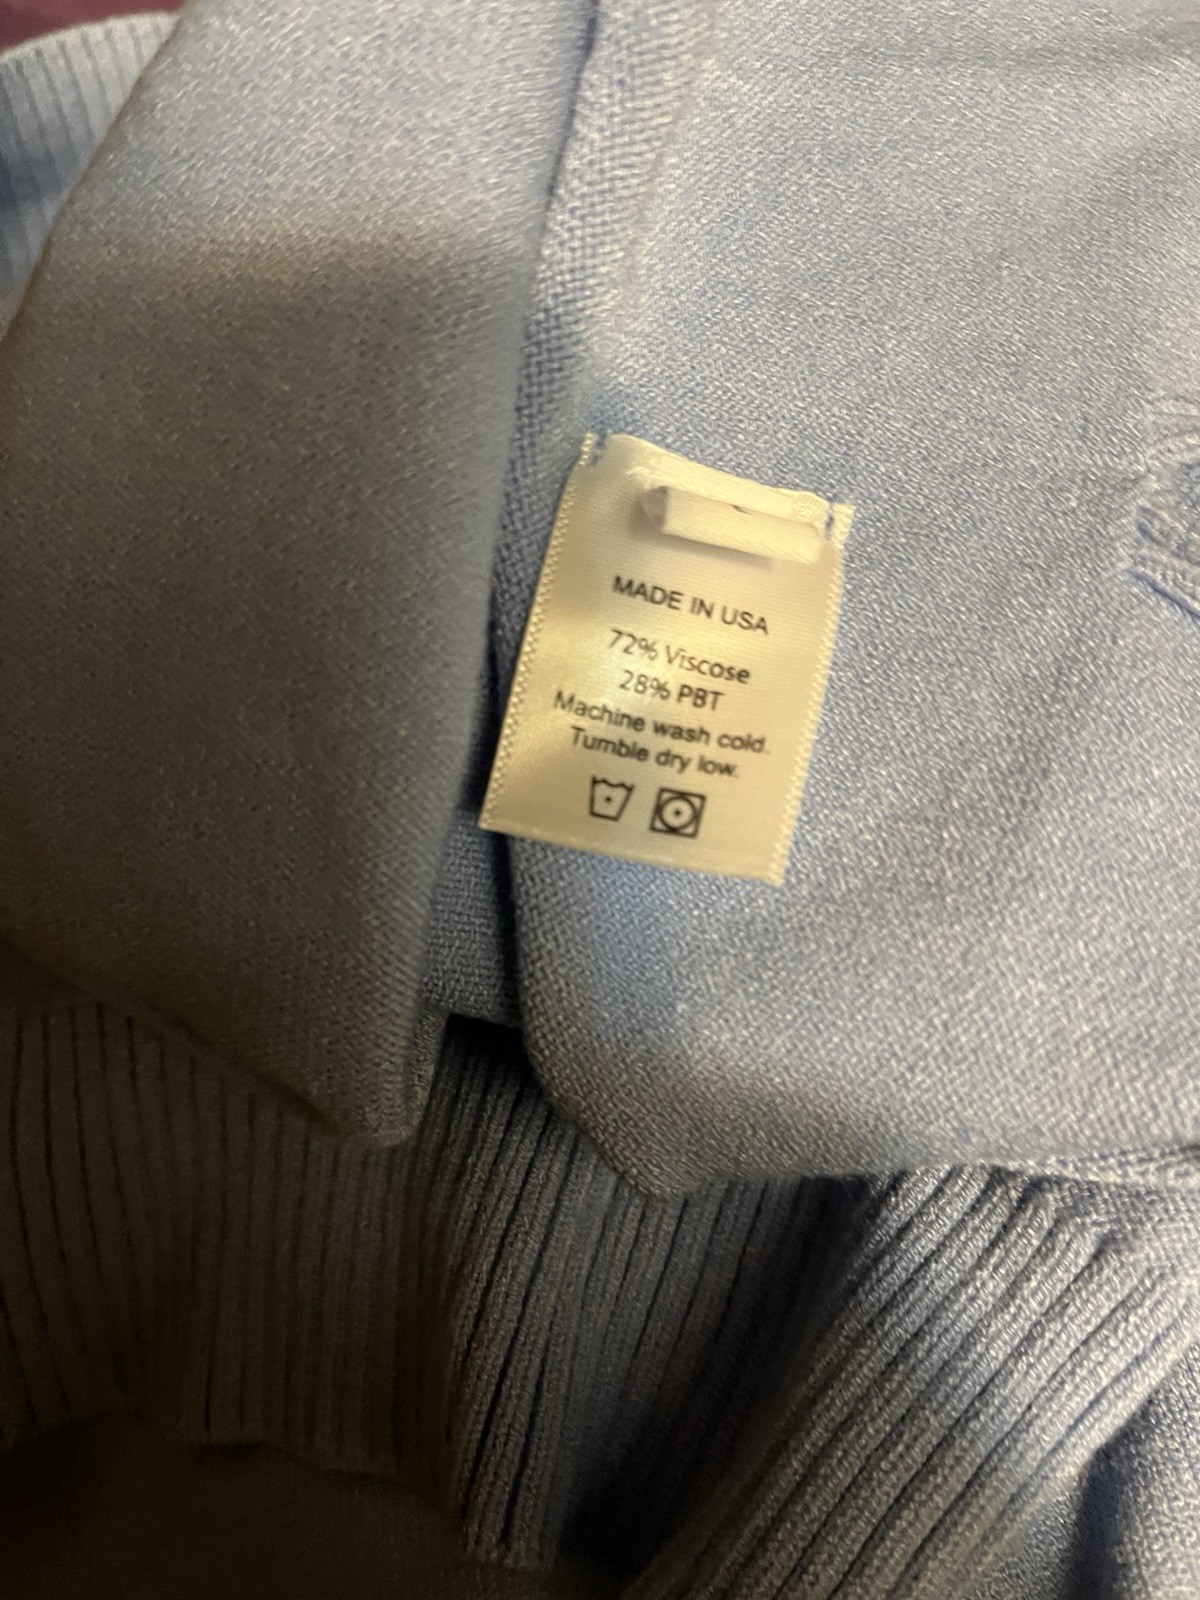 MADE IN USA
72% Viscose
28% PBT
Machine wash cold.
Tumble dry low.